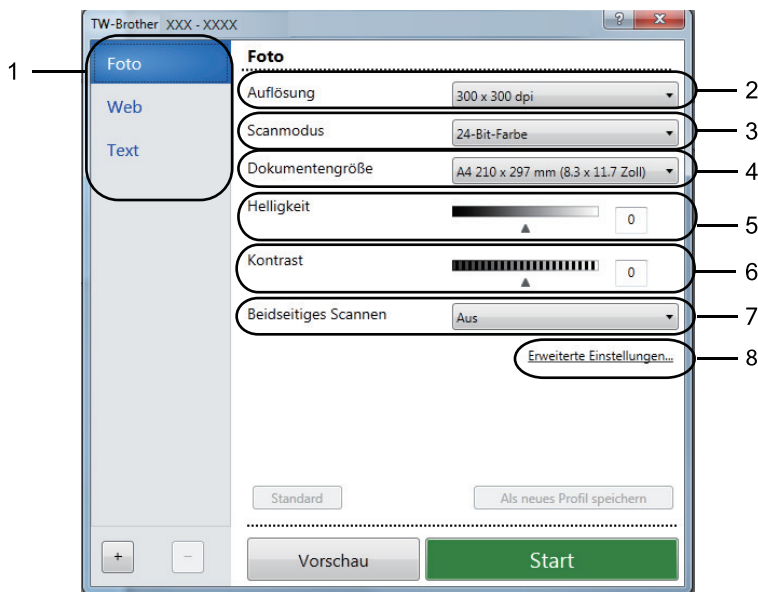 TW-Brother XXX - XXXX
? x
1
Foto
Web
Text
Foto
Auflösung 300 x 300 dpi 2
Scanmodus 24-Bit-Farbe 3
Dokumentengröße A4 210 x 297 mm (8.3 x 11.7 Zoll) 4
Helligkeit 0 5
Kontrast 0 6
Beidseitiges Scannen Aus 7
Erweiterte Einstellungen... 8
Standard Als neues Profil speichern
+ − Vorschau Start